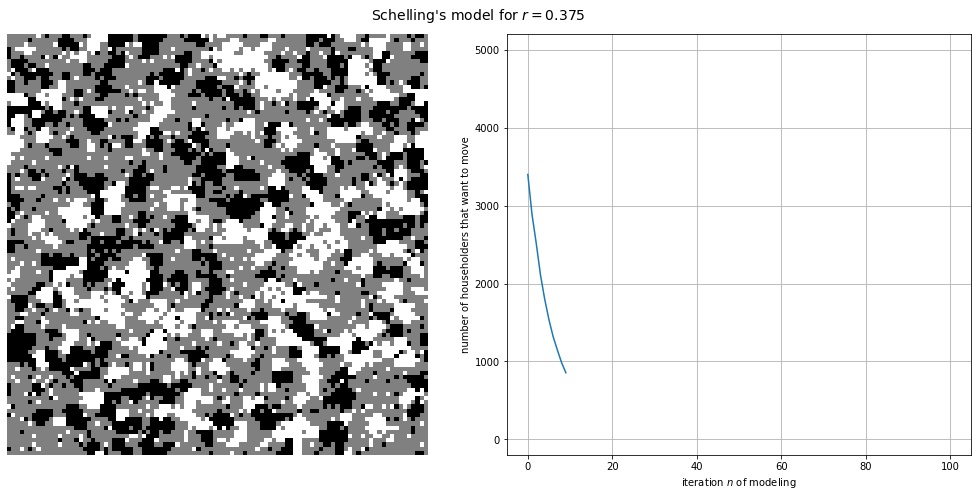 Schelling's model for r = 0.375
number of householders that want to move
5000
4000
3000
2000
1000
0
0 20 40 60 80 100
iteration n of modeling